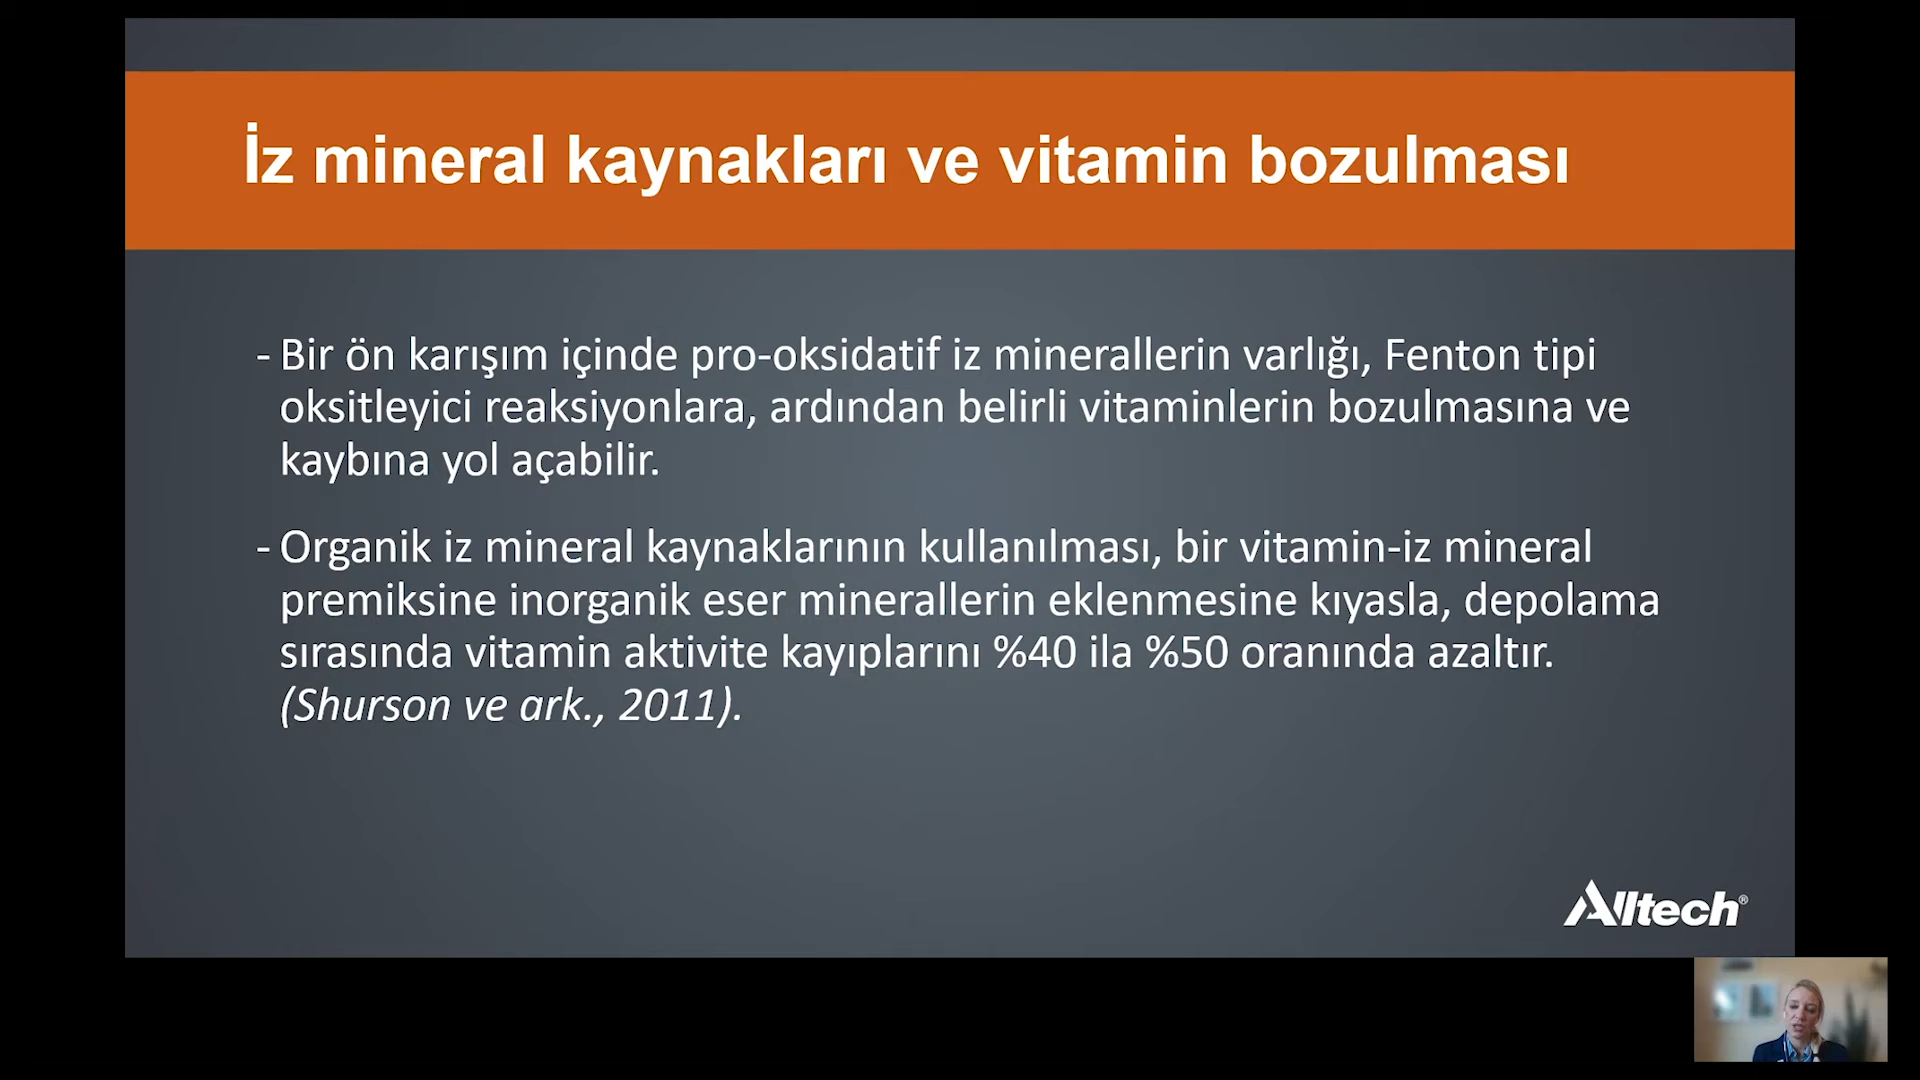 İz mineral kaynakları ve vitamin bozulması
- Bir ön karışım içinde pro-oksidatif iz minerallerin varlığı, Fenton tipi
oksitleyici reaksiyonlara, ardından belirli vitaminlerin bozulmasına ve
kaybına yol açabilir.
- Organik iz mineral kaynaklarının kullanılması, bir vitamin-iz mineral
premiksine inorganik eser minerallerin eklenmesine kıyasla, depolama
sırasında vitamin aktivite kayıplarını %40 ila %50 oranında azaltır.
(Shurson ve ark., 2011).
Alltech®